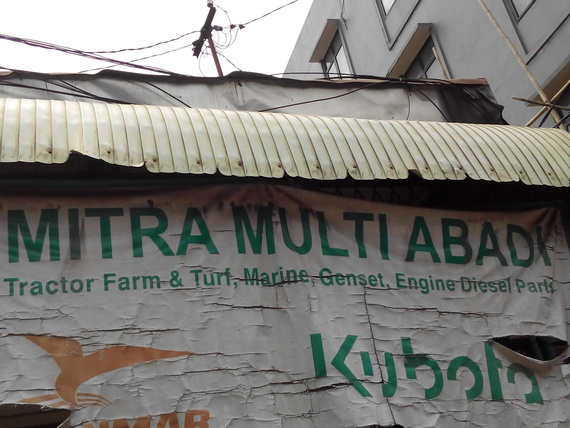 MITRA MULTI ABADI
Tractor Farm & Turf, Marine, Genset, Engine Diesel Parts
Kubota